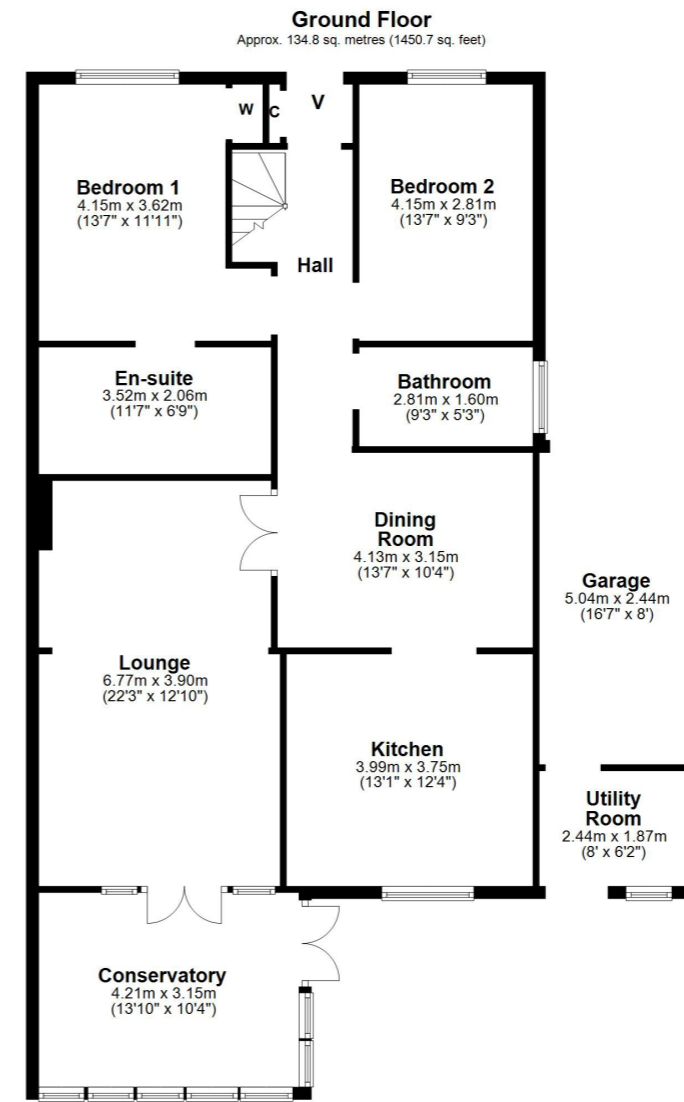 Ground Floor
Approx. 134.8 sq. metres (1450.7 sq. feet)
W
C
V
Bedroom 1
4.15m x 3.62m
(13'7" x 11'11")
Bedroom 2
4.15m x 2.81m
(13'7" x 9'3")
Hall
En-suite
3.52m x 2.06m
(11'7" x 6'9")
Bathroom
2.81m x 1.60m
(9'3" x 5'3")
Dining
Room
4.13m x 3.15m
(13'7" x 10'4")
Garage
5.04m x 2.44m
(16'7" x 8')
Lounge
6.77m x 3.90m
(22'3" x 12'10")
Kitchen
3.99m x 3.75m
(13'1" x 12'4")
Utility
Room
2.44m x 1.87m
(8' x 6'2")
Conservatory
4.21m x 3.15m
(13'10" x 10'4")